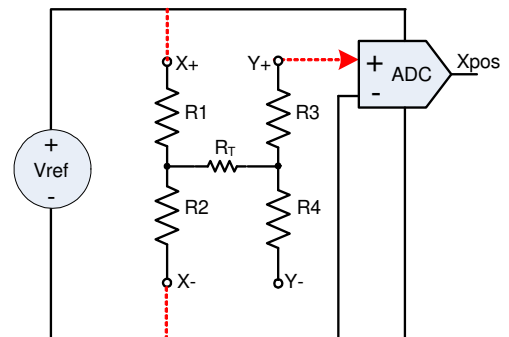 X+
Y+
+
ADC
Xpos
-
R1
R3
+
Vref
-
RT
R2
R4
X-
Y-